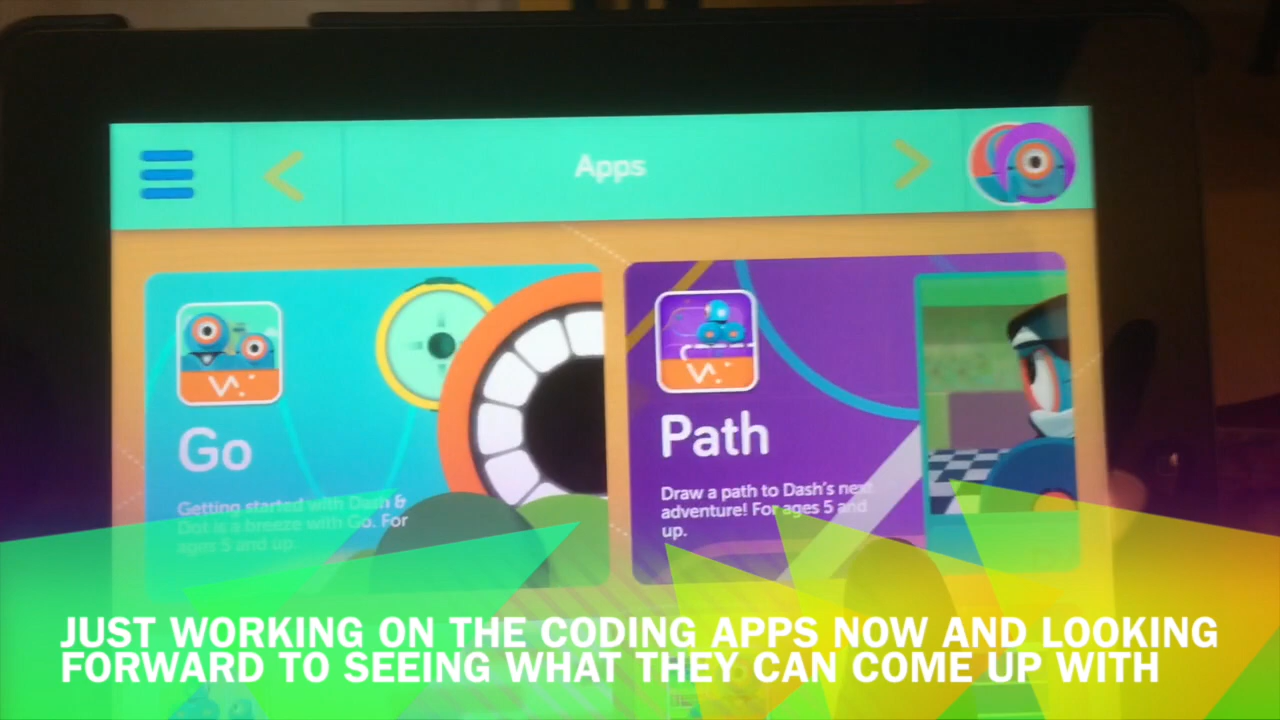 Apps
Go
Getting started with Dash &
Dot is a breeze with Go. For
ages 5 and up
Path
Draw a path to Dash's next
adventure! For ages 5 and
up.
JUST WORKING ON THE CODING APPS NOW AND LOOKING
FORWARD TO SEEING WHAT THEY CAN COME UP WITH